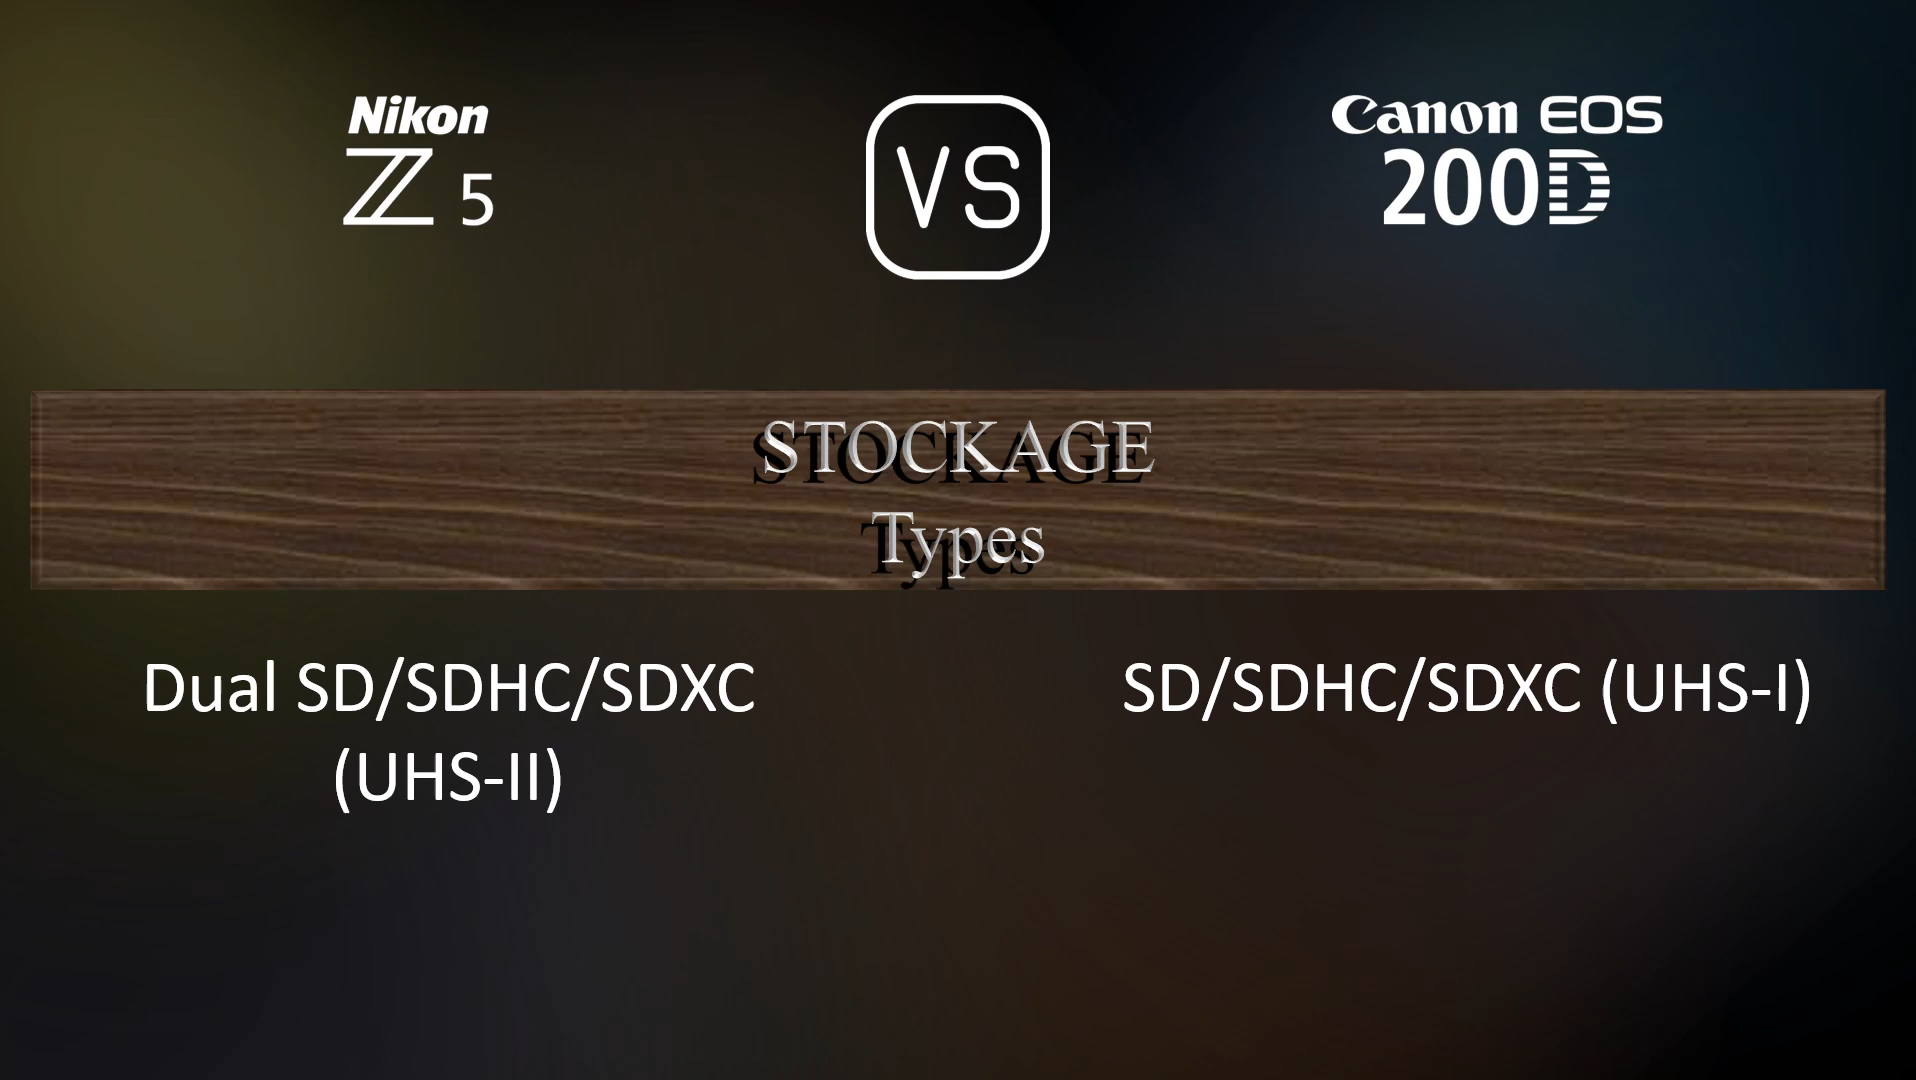 Nikon
Z 5
VS
Canon EOS
200D
STOCKAGE
Types
Dual SD/SDHC/SDXC
(UHS-II)
SD/SDHC/SDXC (UHS-I)